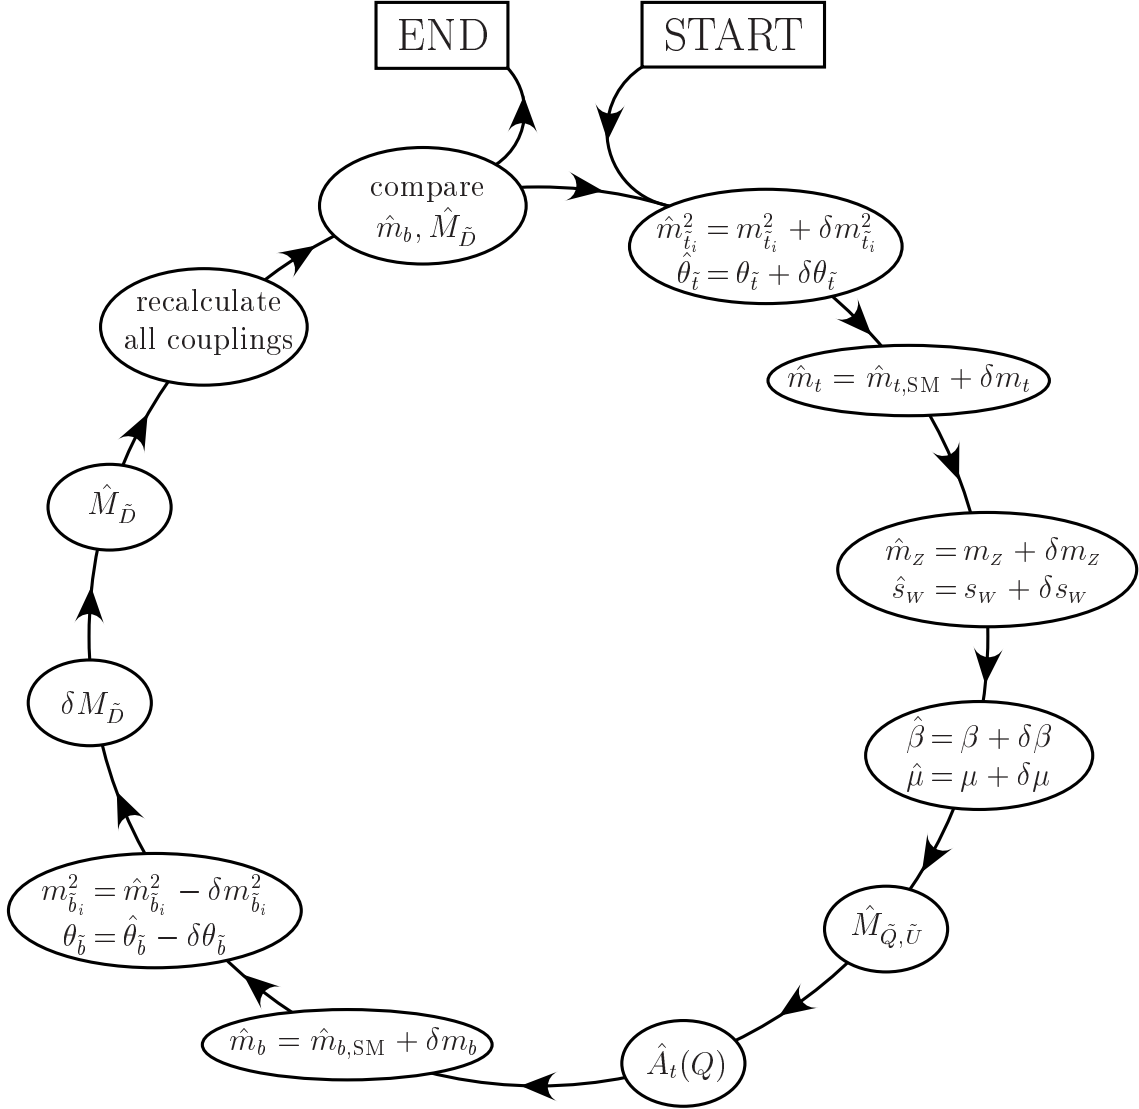 END
START
compare
m̂_b, M̂_D̃
m̂²_t̃ᵢ = m²_t̃ᵢ + δm²_t̃ᵢ
θ̂_t̃ = θ_t̃ + δθ_t̃
recalculate
all couplings
m̂_t = m̂_t,SM + δm_t
M̂_D̃
m̂_Z = m_Z + δm_Z
ŝ_W = s_W + δs_W
δM_D̃
β̂ = β + δβ
μ̂ = μ + δμ
m²_b̃ᵢ = m̂²_b̃ᵢ − δm²_b̃ᵢ
θ_b̃ = θ̂_b̃ − δθ_b̃
M̂_Q̃,Ũ
m̂_b = m̂_b,SM + δm_b
Â_t(Q)